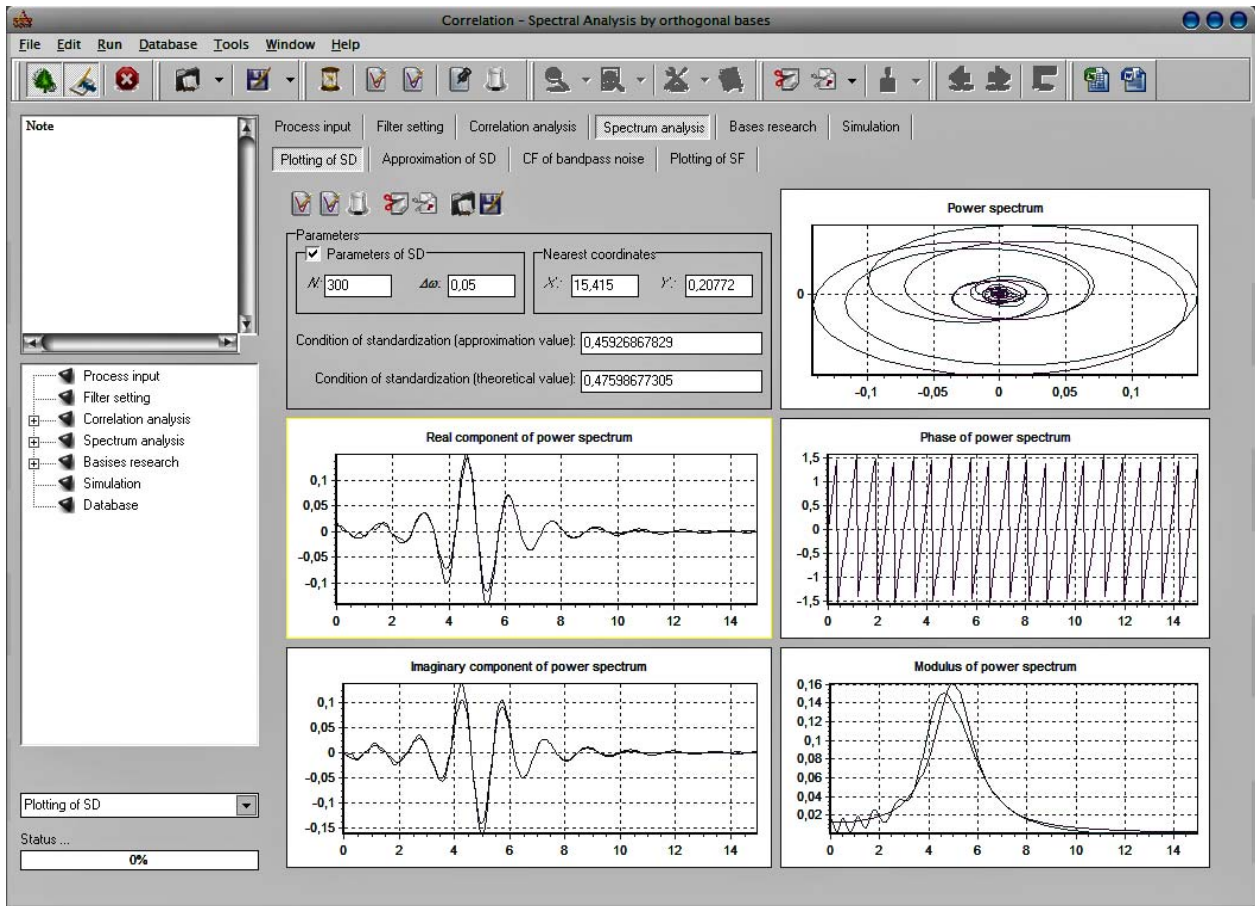 Correlation - Spectral Analysis by orthogonal bases
File Edit Run Database Tools Window Help
Note
Process input
Filter setting
Correlation analysis
Spectrum analysis
Basises research
Simulation
Database
Plotting of SD
Status ...
0%
Process input Filter setting Correlation analysis Spectrum analysis Bases research Simulation
Plotting of SD Approximation of SD CF of bandpass noise Plotting of SF
Parameters
Parameters of SD
N: 300 Δω: 0,05
Nearest coordinates
X: 15,415 Y: 0,20772
Condition of standardization (approximation value): 0,45926867829
Condition of standardization (theoretical value): 0,47598677305
Power spectrum
0
-0,1 -0,05 0 0,05 0,1
Real component of power spectrum
0,1
0,05
0
-0,05
-0,1
0 2 4 6 8 10 12 14
Phase of power spectrum
1,5
1
0,5
0
-0,5
-1
-1,5
0 2 4 6 8 10 12 14
Imaginary component of power spectrum
0,1
0,05
0
-0,05
-0,1
-0,15
0 2 4 6 8 10 12 14
Modulus of power spectrum
0,16
0,14
0,12
0,1
0,08
0,06
0,04
0,02
0 2 4 6 8 10 12 14